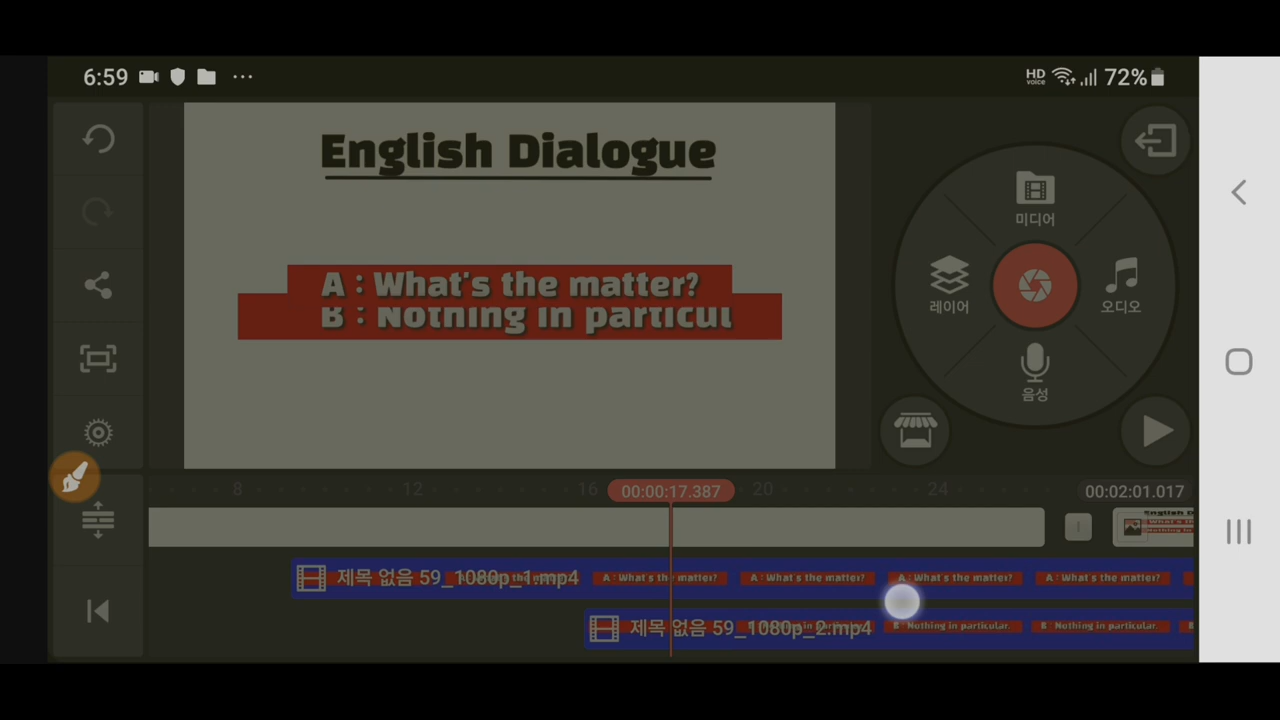 6:59
HD
voice
72%
English Dialogue
A : What's the matter?
B : Nothing in particul
미디어
레이어
오디오
음성
8
12
16
00:00:17.387
20
24
00:02:01.017
제목 없음 59_1080p_1.mp4
A : What's the matter?
A : What's the matter?
A : What's the matter?
A : What's the matter?
제목 없음 59_1080p_2.mp4
B : Nothing in particular.
B : Nothing in particular.